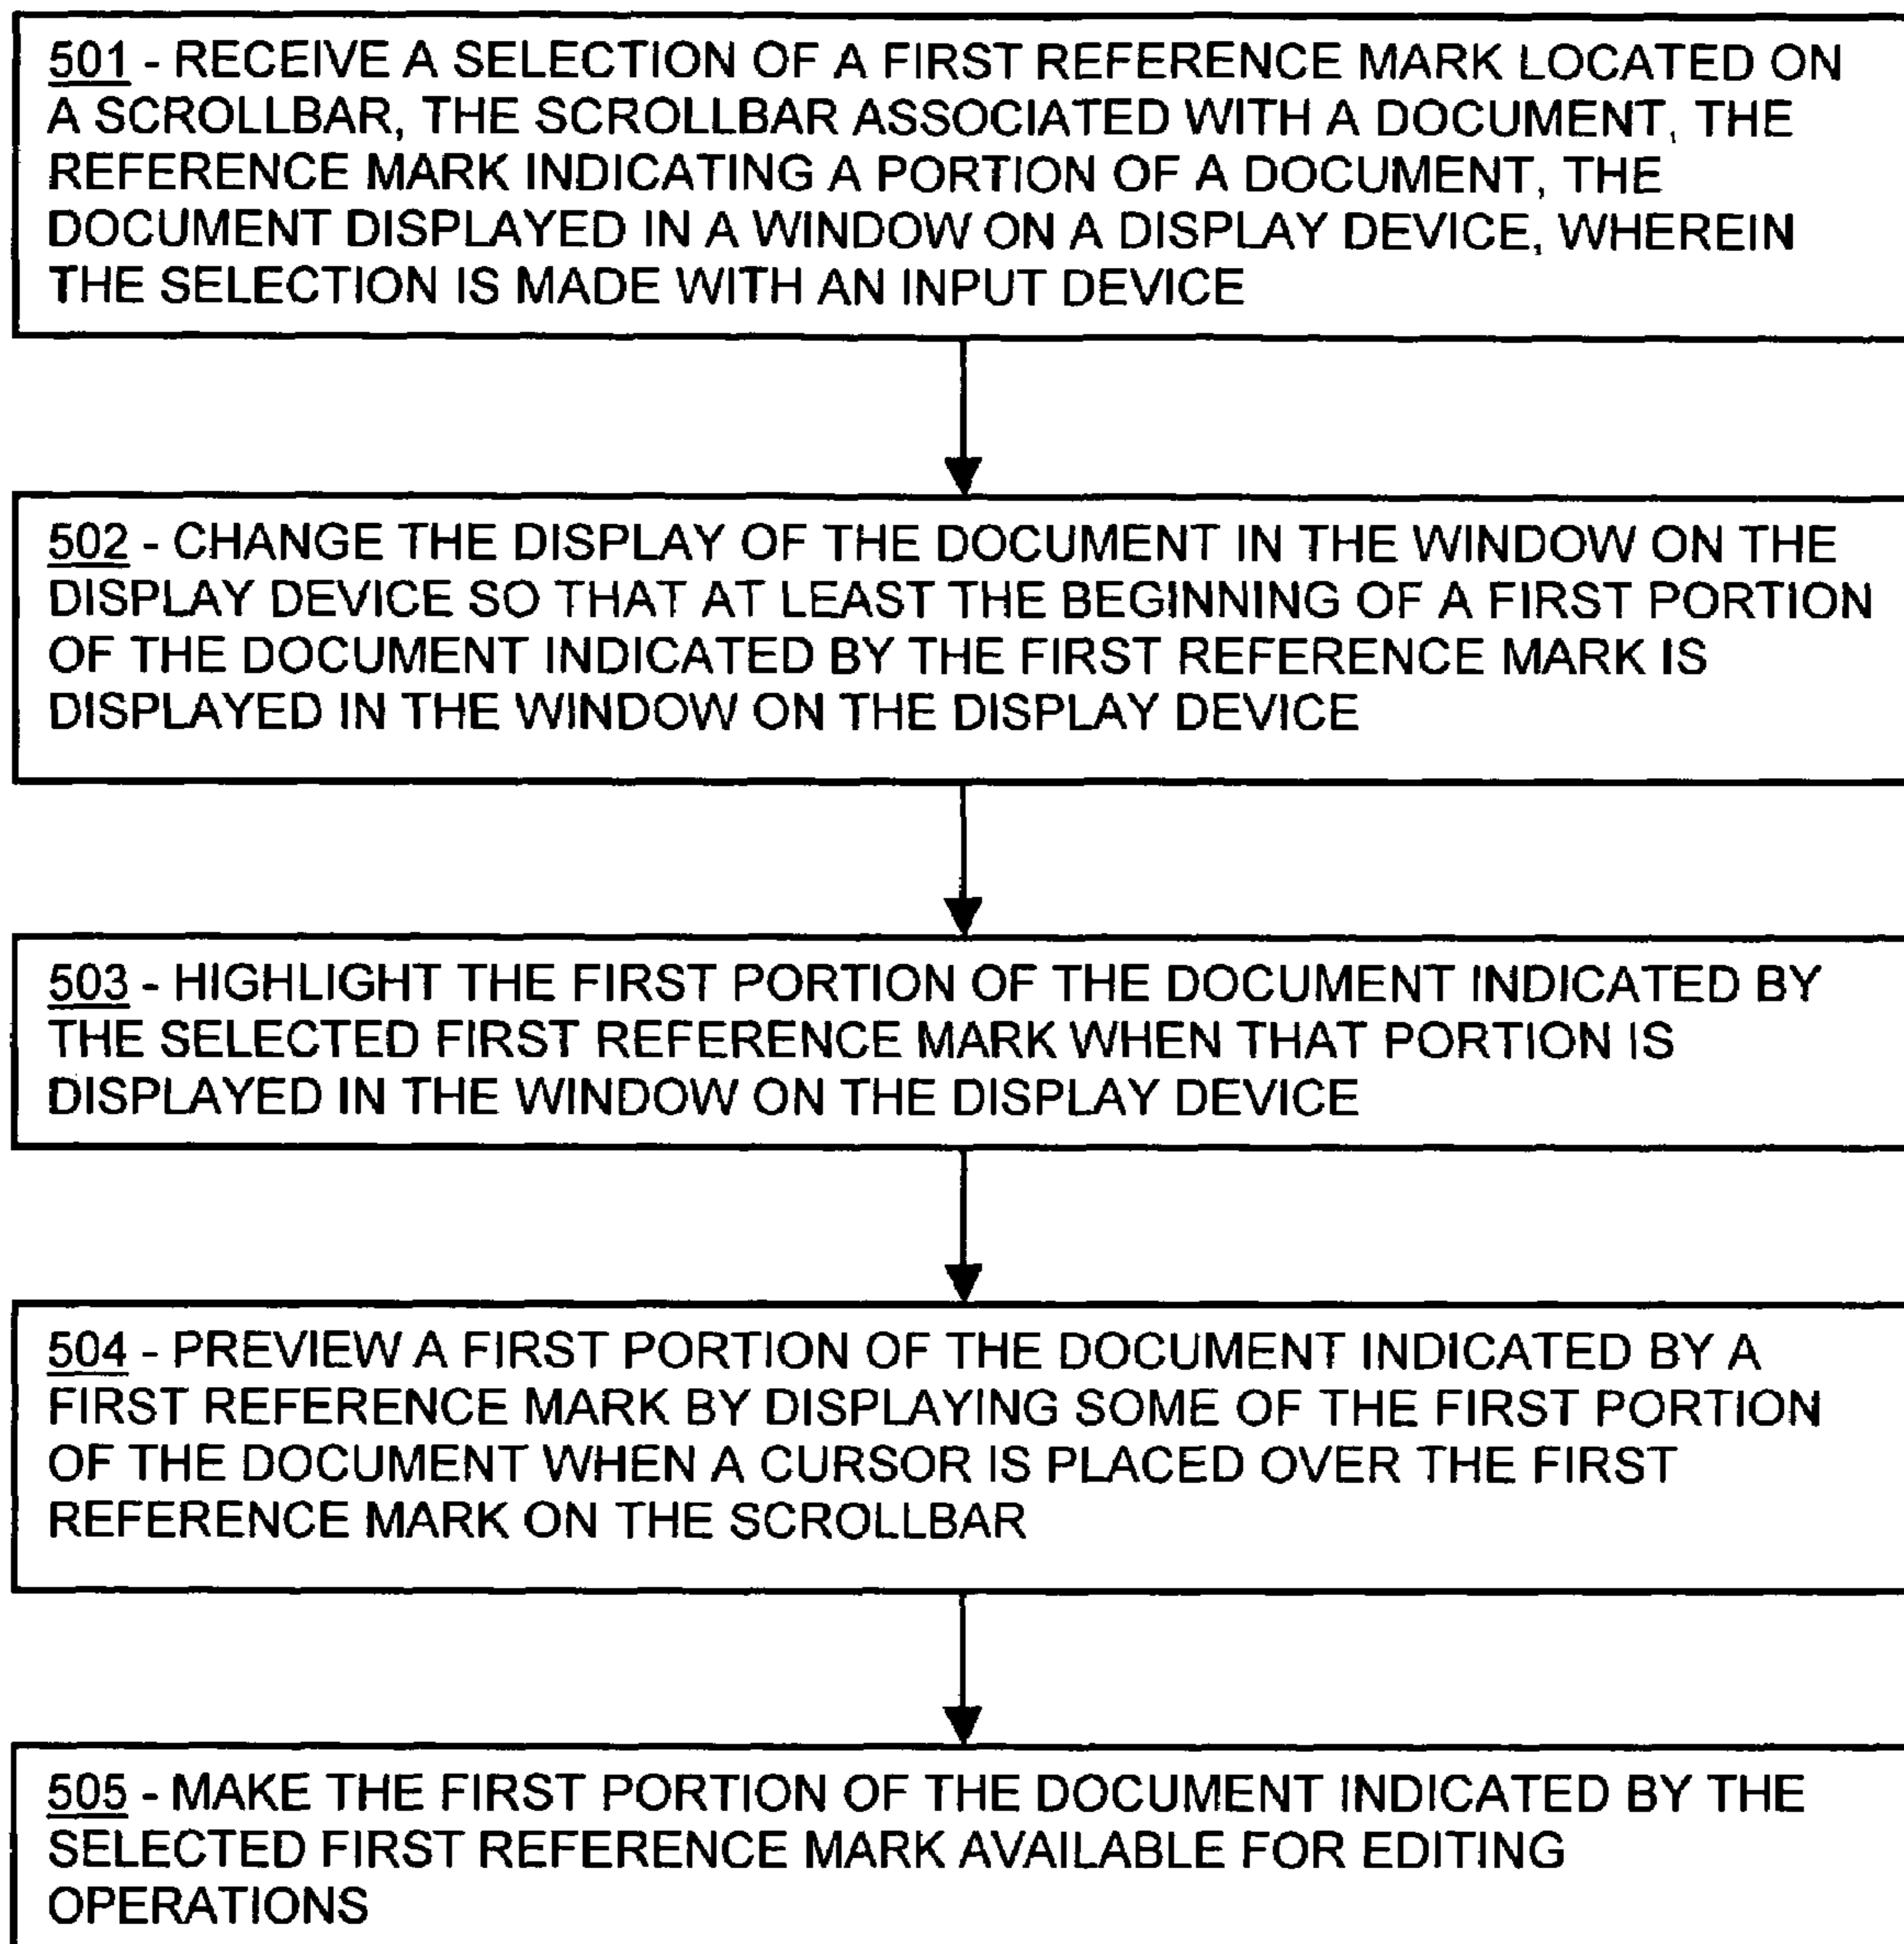 501 - RECEIVE A SELECTION OF A FIRST REFERENCE MARK LOCATED ON
A SCROLLBAR, THE SCROLLBAR ASSOCIATED WITH A DOCUMENT, THE
REFERENCE MARK INDICATING A PORTION OF A DOCUMENT, THE
DOCUMENT DISPLAYED IN A WINDOW ON A DISPLAY DEVICE, WHEREIN
THE SELECTION IS MADE WITH AN INPUT DEVICE
502 - CHANGE THE DISPLAY OF THE DOCUMENT IN THE WINDOW ON THE
DISPLAY DEVICE SO THAT AT LEAST THE BEGINNING OF A FIRST PORTION
OF THE DOCUMENT INDICATED BY THE FIRST REFERENCE MARK IS
DISPLAYED IN THE WINDOW ON THE DISPLAY DEVICE
503 - HIGHLIGHT THE FIRST PORTION OF THE DOCUMENT INDICATED BY
THE SELECTED FIRST REFERENCE MARK WHEN THAT PORTION IS
DISPLAYED IN THE WINDOW ON THE DISPLAY DEVICE
504 - PREVIEW A FIRST PORTION OF THE DOCUMENT INDICATED BY A
FIRST REFERENCE MARK BY DISPLAYING SOME OF THE FIRST PORTION
OF THE DOCUMENT WHEN A CURSOR IS PLACED OVER THE FIRST
REFERENCE MARK ON THE SCROLLBAR
505 - MAKE THE FIRST PORTION OF THE DOCUMENT INDICATED BY THE
SELECTED FIRST REFERENCE MARK AVAILABLE FOR EDITING
OPERATIONS